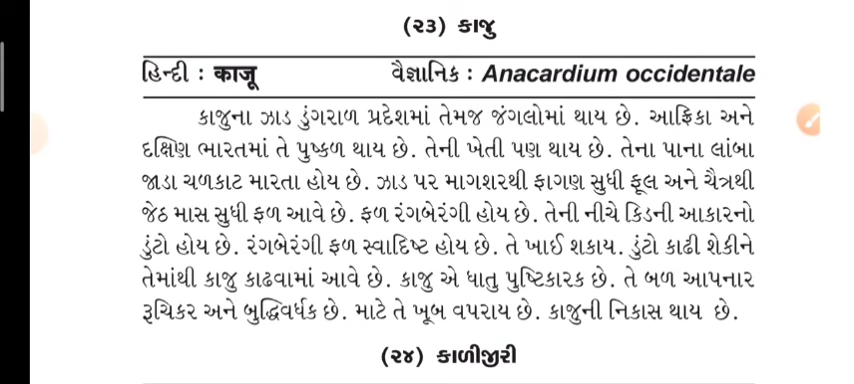 (૨૩) કાજુ
હિન્દી : काजू વૈજ્ઞાનિક : Anacardium occidentale
કાજુના ઝાડ ડુંગરાળ પ્રદેશમાં તેમજ જંગલોમાં થાય છે. આફ્રિકા અને
દક્ષિણ ભારતમાં તે પુષ્કળ થાય છે. તેની ખેતી પણ થાય છે. તેના પાના લાંબા
જાડા ચળકાટ મારતા હોય છે. ઝાડ પર માગશરથી ફાગણ સુધી ફૂલ અને ચૈત્રથી
જેઠ માસ સુધી ફળ આવે છે. ફળ રંગબેરંગી હોય છે. તેની નીચે કિડની આકારનો
ડુંટો હોય છે. રંગબેરંગી ફળ સ્વાદિષ્ટ હોય છે. તે ખાઈ શકાય. ડુંટો કાઢી શેકીને
તેમાંથી કાજુ કાઢવામાં આવે છે. કાજુ એ ધાતુ પુષ્ટિકારક છે. તે બળ આપનાર
રૂચિકર અને બુદ્ધિવર્ધક છે. માટે તે ખૂબ વપરાય છે. કાજુની નિકાસ થાય છે.
(૨૪) કાળીજીરી